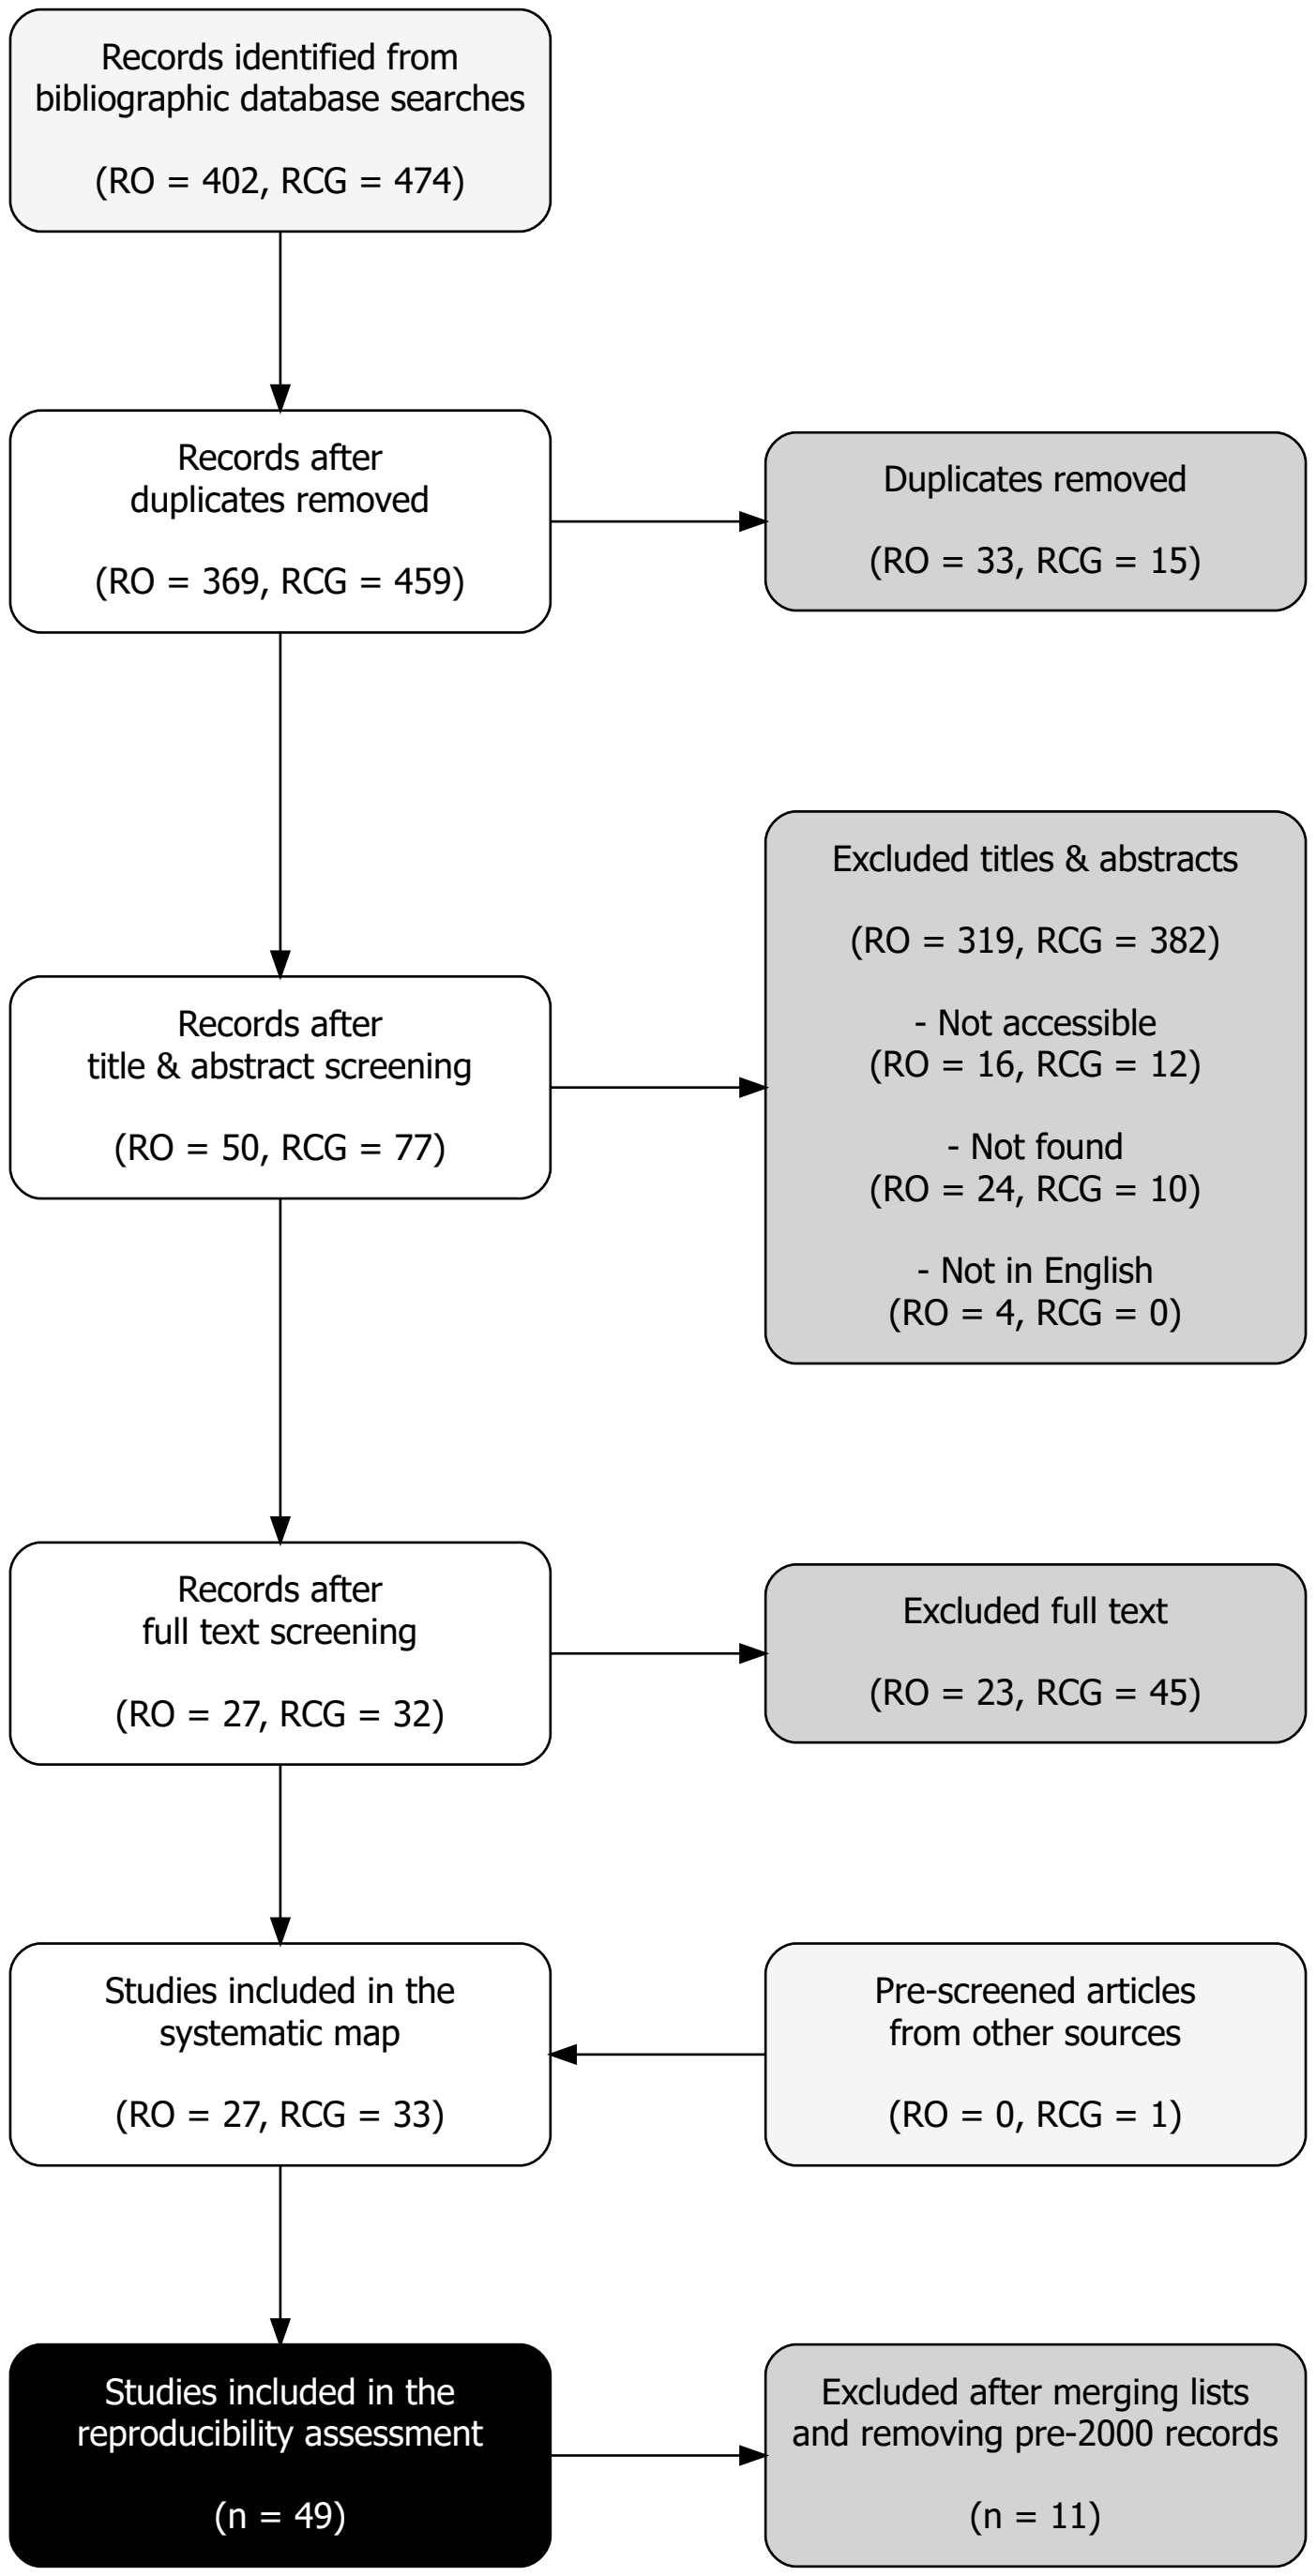 Records identified from
bibliographic database searches
(RO = 402, RCG = 474)
Records after
duplicates removed
(RO = 369, RCG = 459)
Duplicates removed
(RO = 33, RCG = 15)
Excluded titles & abstracts
(RO = 319, RCG = 382)
- Not accessible
(RO = 16, RCG = 12)
- Not found
(RO = 24, RCG = 10)
- Not in English
(RO = 4, RCG = 0)
Records after
title & abstract screening
(RO = 50, RCG = 77)
Records after
full text screening
(RO = 27, RCG = 32)
Excluded full text
(RO = 23, RCG = 45)
Studies included in the
systematic map
(RO = 27, RCG = 33)
Pre-screened articles
from other sources
(RO = 0, RCG = 1)
Studies included in the
reproducibility assessment
(n = 49)
Excluded after merging lists
and removing pre-2000 records
(n = 11)